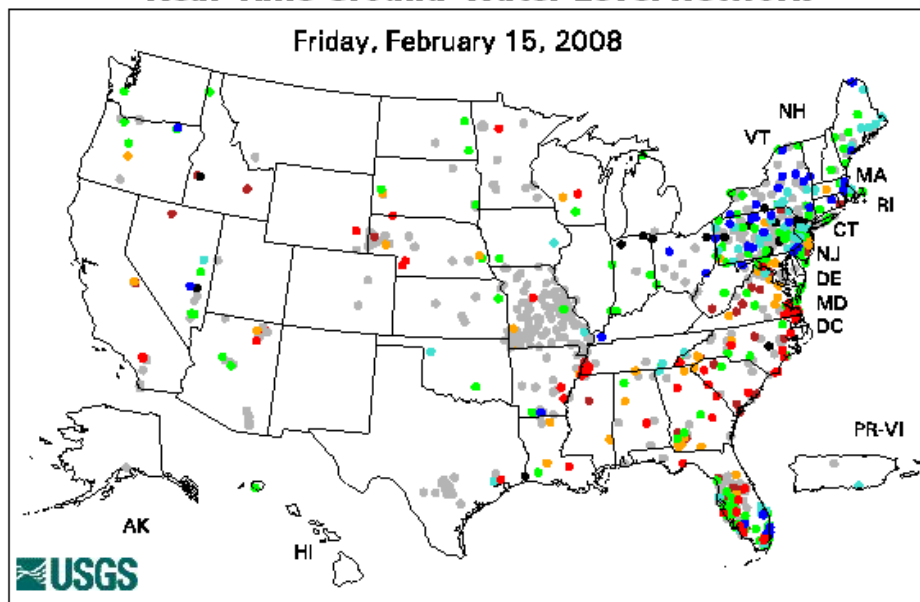 Friday, February 15, 2008
NH
VT
MA
RI
CT
NJ
DE
MD
DC
PR-VI
AK
HI
USGS